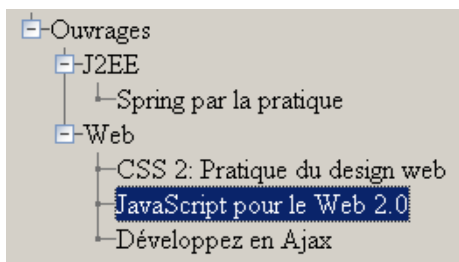 Ouvrages
J2EE
Spring par la pratique
Web
CSS 2: Pratique du design web
JavaScript pour le Web 2.0
Développez en Ajax